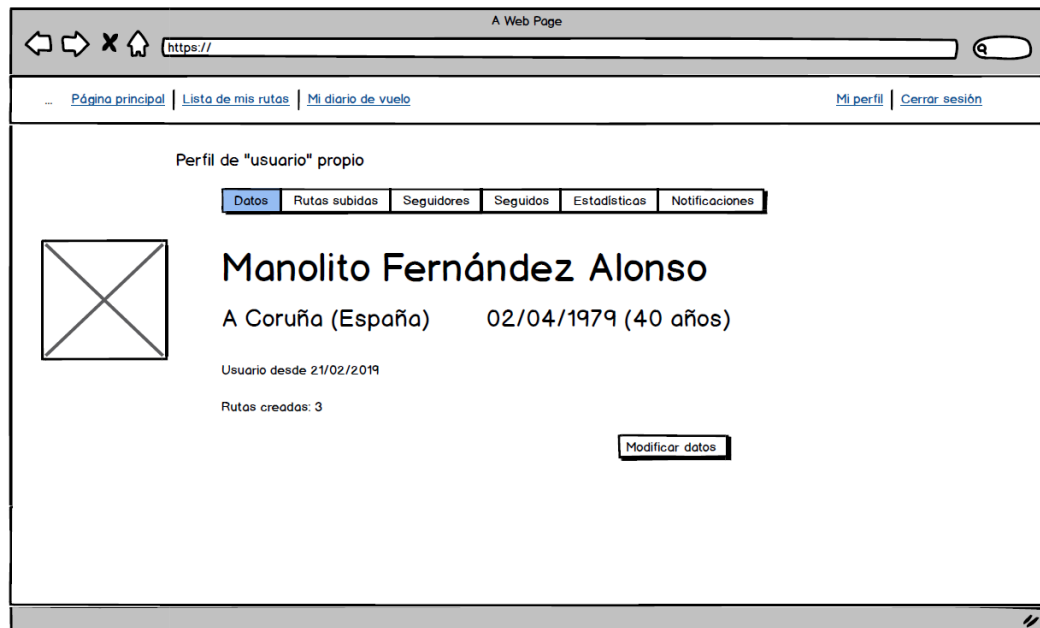 A Web Page
https://
... Página principal | Lista de mis rutas | Mi diario de vuelo Mi perfil | Cerrar sesión
Perfil de "usuario" propio
Datos Rutas subidas Seguidores Seguidos Estadísticas Notificaciones
Manolito Fernández Alonso
A Coruña (España) 02/04/1979 (40 años)
Usuario desde 21/02/2019
Rutas creadas: 3
Modificar datos